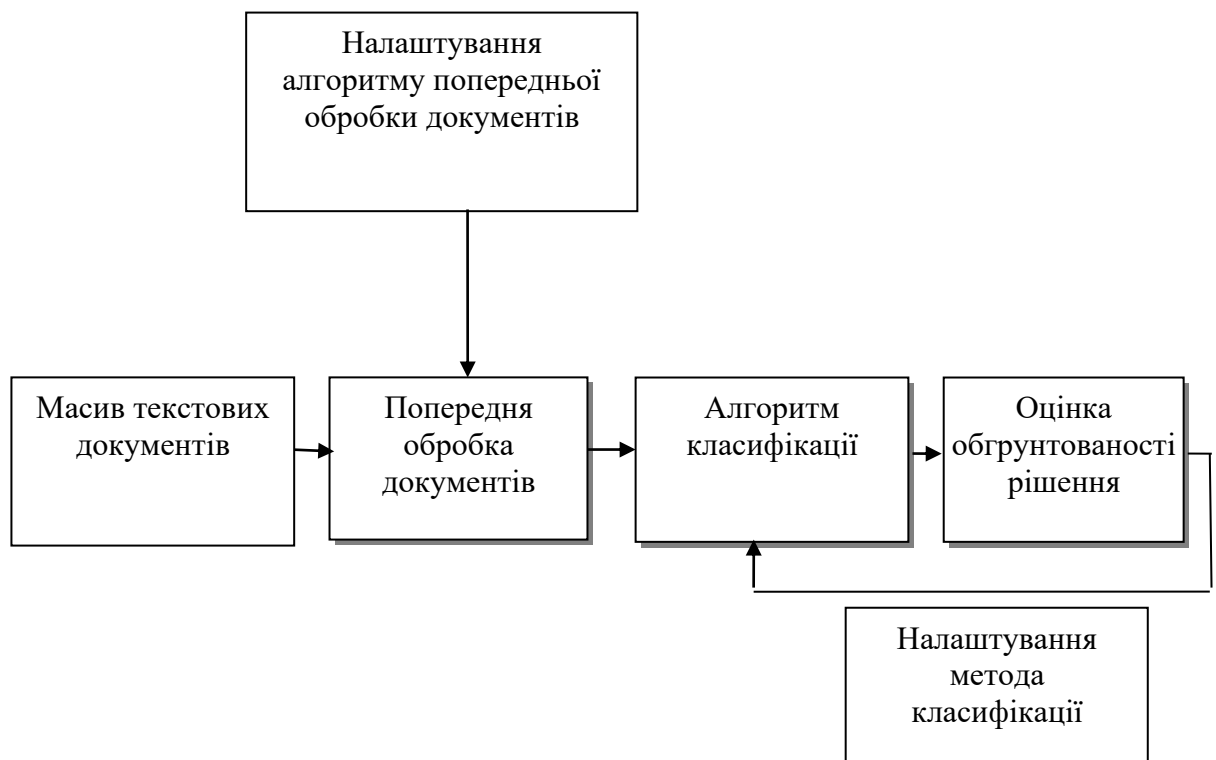 Налаштування
алгоритму попередньої
обробки документів
Масив текстових
документів
Попередня
обробка
документів
Алгоритм
класифікації
Оцінка
обгрунтованості
рішення
Налаштування
метода
класифікації